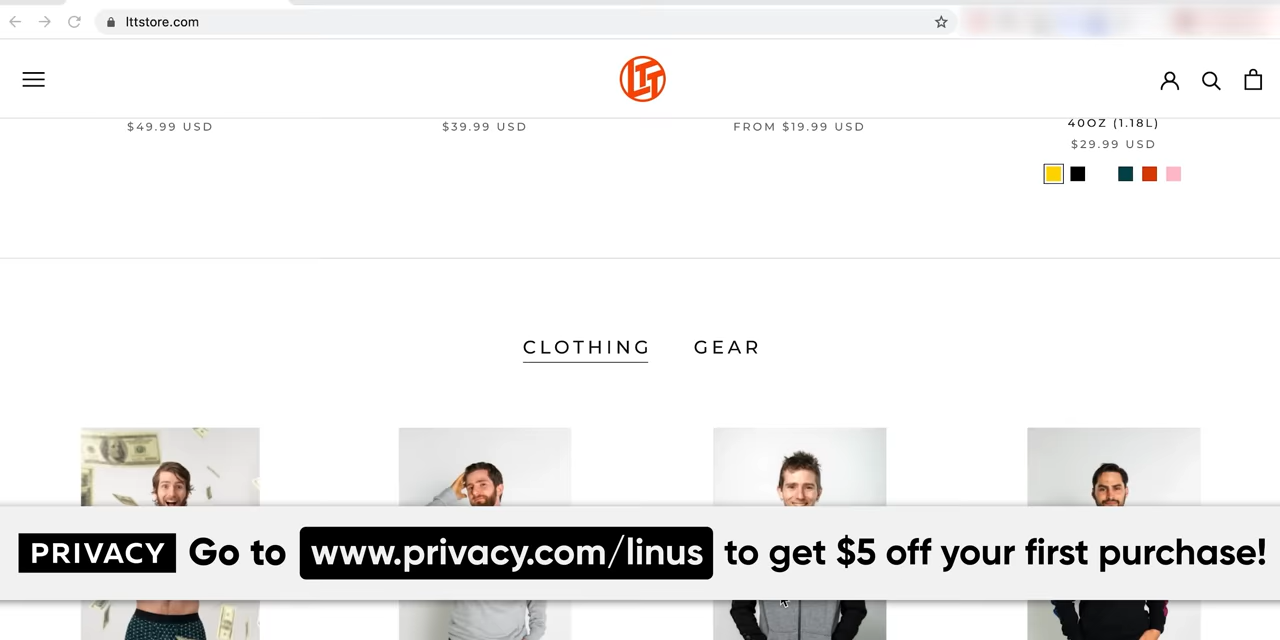 lttstore.com
LTT
$49.99 USD
$39.99 USD
FROM $19.99 USD
40OZ (1.18L)
$29.99 USD
CLOTHING
GEAR
PRIVACY Go to www.privacy.com/linus to get $5 off your first purchase!